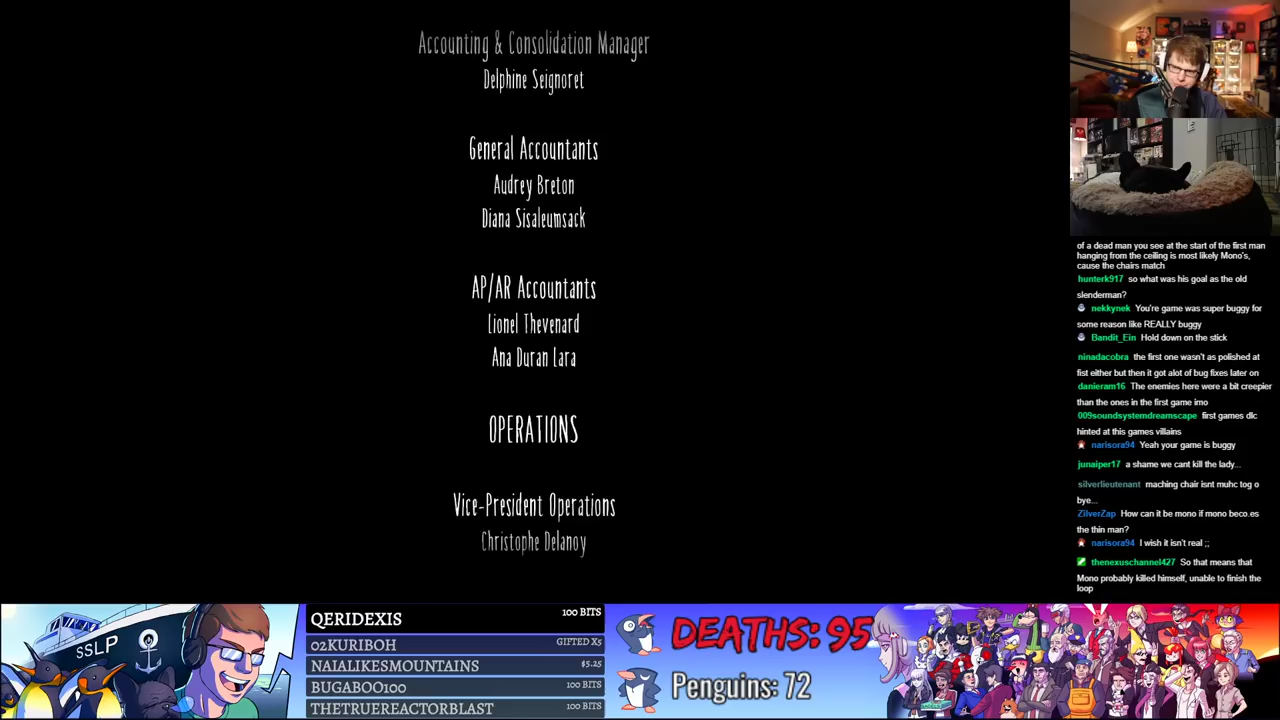 Accounting & Consolidation Manager
Delphine Seignoret
General Accountants
Audrey Breton
Diana Sisaleumsack
AP/AR Accountants
Lionel Thevenard
Ana Duran Lara
OPERATIONS
Vice-President Operations
Christophe Delanoy
of a dead man you see at the start of the first man
hanging from the ceiling is most likely Mono's,
cause the chairs match
hunterk917 so what was his goal as the old
slenderman?
nekkynek You're game was super buggy for
some reason like REALLY buggy
Bandit_Ein Hold down on the stick
ninadacobra the first one wasn't as polished at
fist either but then it got alot of bug fixes later on
danieram16 The enemies here were a bit creepier
than the ones in the first game imo
009soundsystemdreamscape first games dlc
hinted at this games villains
narisora94 Yeah your game is buggy
junaiper17 a shame we cant kill the lady...
silverlieutenant maching chair isnt muhc tog o
bye...
ZilverZap How can it be mono if mono beco.es
the thin man?
narisora94 I wish it isn't real ;;
thenexuschannel427 So that means that
Mono probably killed himself, unable to finish the
loop
SSLP
QERIDEXIS 100 BITS
02KURIBOH GIFTED X5
NAIALIKESMOUNTAINS $5.25
BUGABOO100 100 BITS
THETRUEREACTORBLAST 100 BITS
DEATHS: 95
Penguins: 72